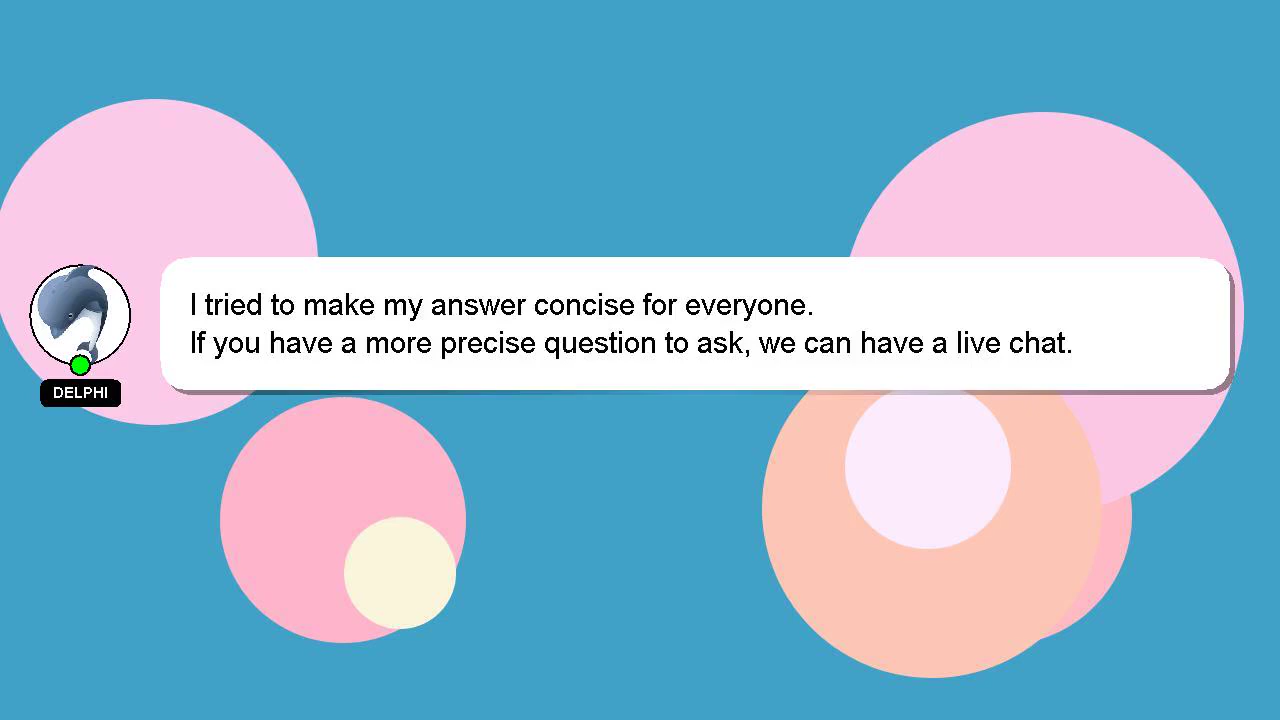 I tried to make my answer concise for everyone.
If you have a more precise question to ask, we can have a live chat.
DELPHI